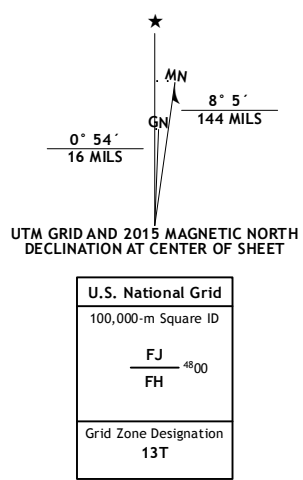 MN
GN
8° 5´
144 MILS
0° 54´
16 MILS
UTM GRID AND 2015 MAGNETIC NORTH
DECLINATION AT CENTER OF SHEET
U.S. National Grid
100,000-m Square ID
FJ
4800
FH
Grid Zone Designation
13T